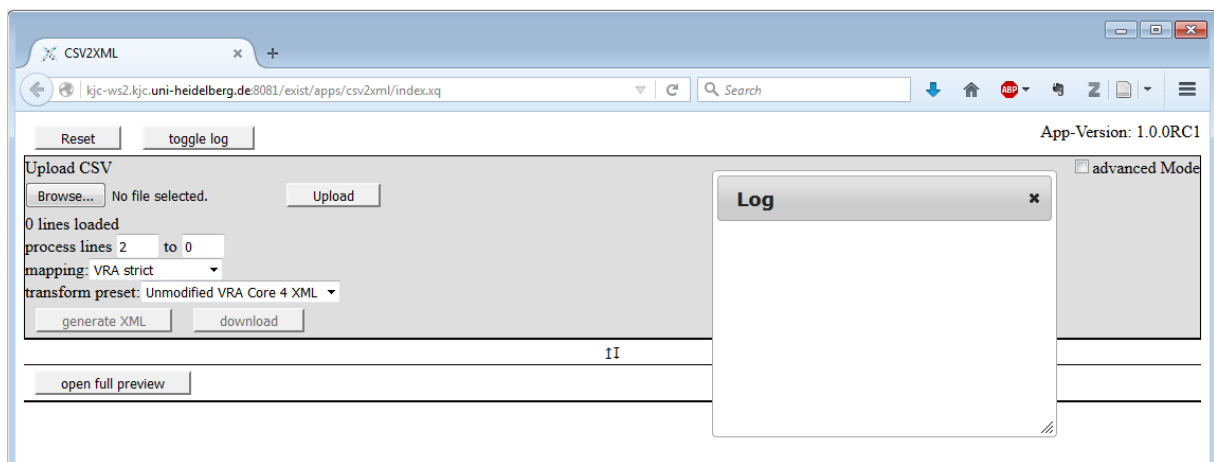 CSV2XML
kjc-ws2.kjc.uni-heidelberg.de:8081/exist/apps/csv2xml/index.xq
Search
ABP
Z
Reset toggle log App-Version: 1.0.0RC1
Upload CSV advanced Mode
Browse... No file selected. Upload
Log
0 lines loaded
process lines 2 to 0
mapping: VRA strict
transform preset: Unmodified VRA Core 4 XML
generate XML download
open full preview